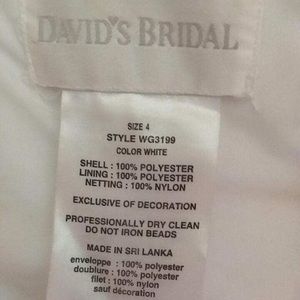 DAVID'S BRIDAL
SIZE 4
STYLE WG3199
COLOR WHITE
SHELL : 100% POLYESTER
LINING : 100% POLYESTER
NETTING : 100% NYLON
EXCLUSIVE OF DECORATION
PROFESSIONALLY DRY CLEAN
DO NOT IRON BEADS
MADE IN SRI LANKA
enveloppe : 100% polyester
doublure : 100% polyester
filet : 100% nylon
sauf décoration